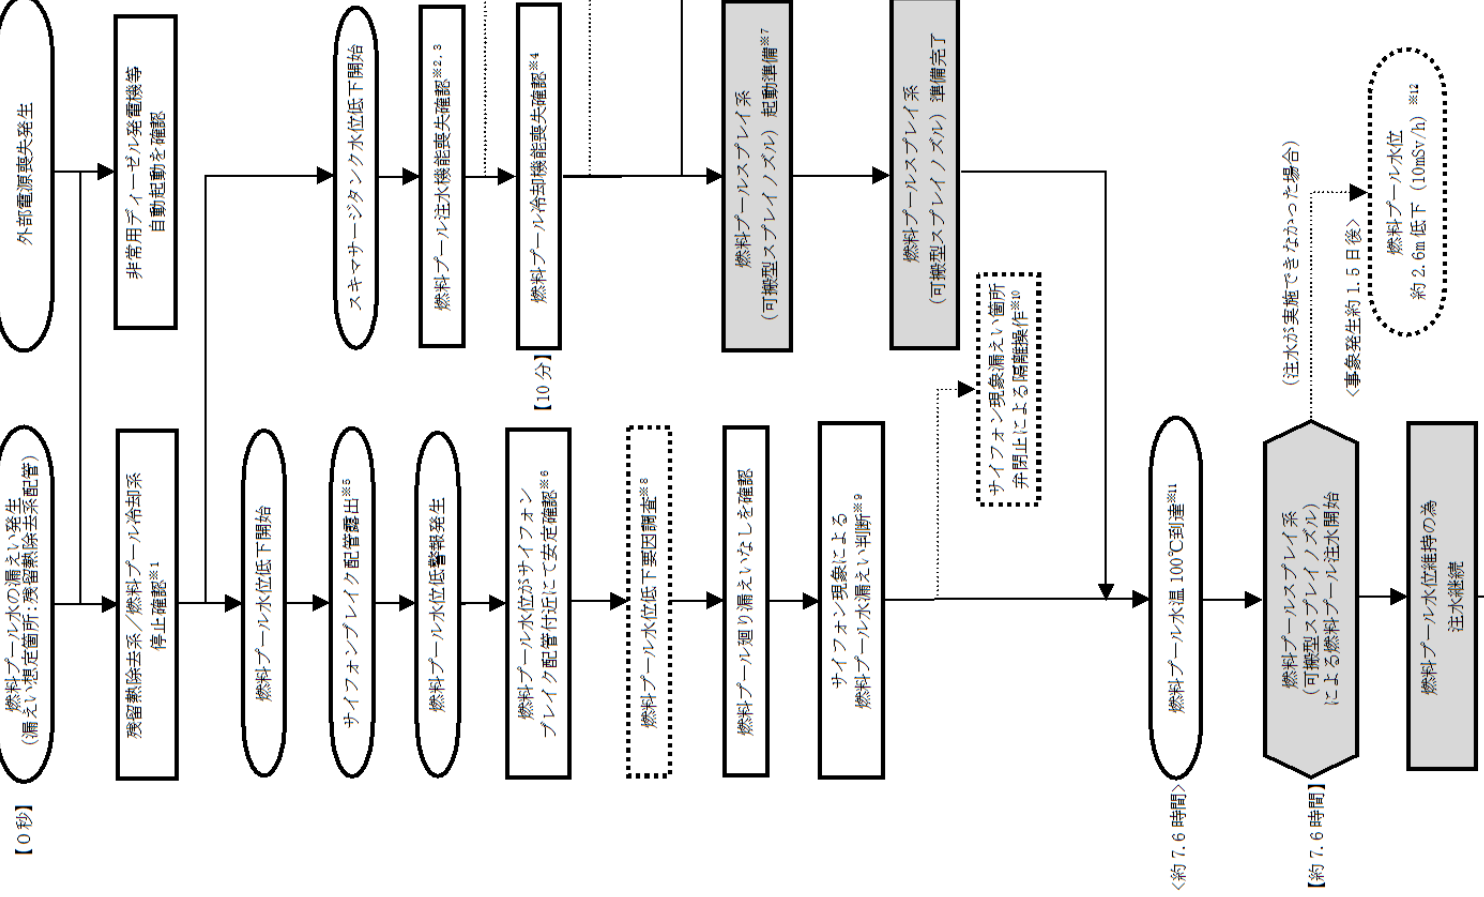 燃料プール水の漏えい発生
(漏えい想定箇所:残留熱除去系配管)
【0秒】
外部電源喪失発生
非常用ディーゼル発電機等
自動起動を確認
残留熱除去系／燃料プール冷却系
停止確認※1
燃料プール水位低下開始
サイフォンブレイク配管露出※5
燃料プール水位低警報発生
燃料プール水位がサイフォン
ブレイク配管付近にて安定確認※6
燃料プール水位低下要因調査※8
燃料プール廻り漏えいなしを確認
サイフォン現象による
燃料プール水漏えい判断※9
スキマサージタンク水位低下開始
燃料プール注水機能喪失確認※2,3
燃料プール冷却機能喪失確認※4
【10分】
燃料プールスプレイ系
(可搬型スプレイノズル) 起動準備※7
燃料プールスプレイ系
(可搬型スプレイノズル) 準備完了
サイフォン現象漏えい箇所
弁閉止による隔離操作※10
燃料プール水温100℃到達※11
<約7.6時間>
燃料プールスプレイ系
(可搬型スプレイノズル)
による燃料プール注水開始
【約7.6時間】
(注水が実施できなかった場合)
<事象発生約1.5日後>
燃料プール水位
約2.6m低下 (10mSv/h) ※12
燃料プール水位維持の為
注水継続